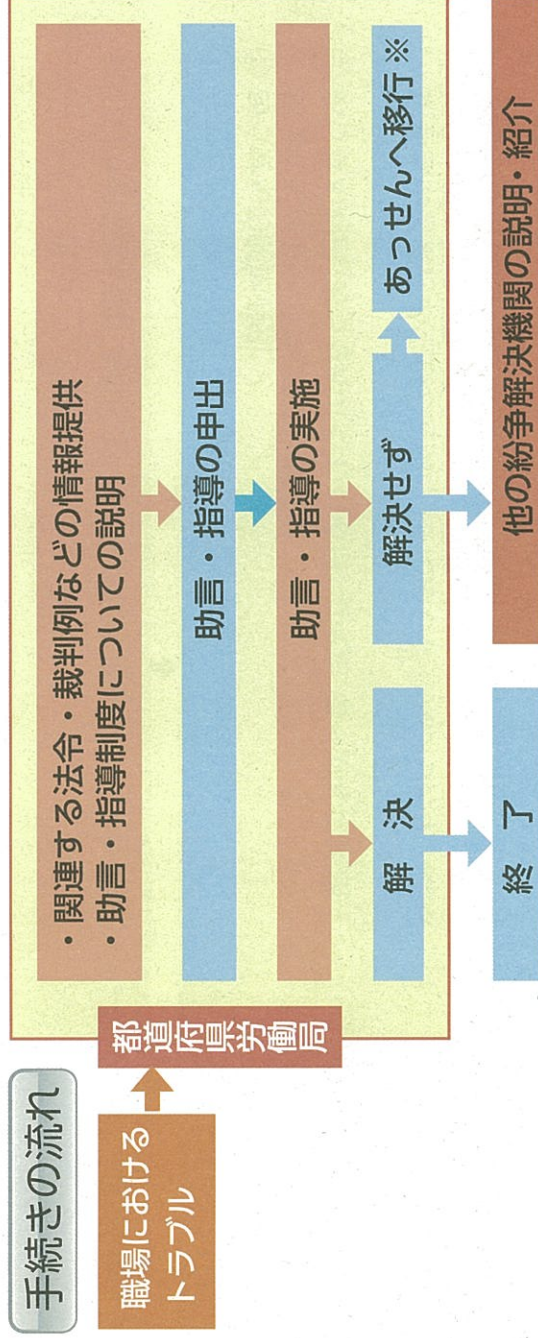 手続きの流れ
職場における
トラブル
都道府県労働局
・関連する法令・裁判例などの情報提供
・助言・指導制度についての説明
助言・指導の申出
助言・指導の実施
解 決
解決せず
あっせんへ移行※
終 了
他の紛争解決機関の説明・紹介